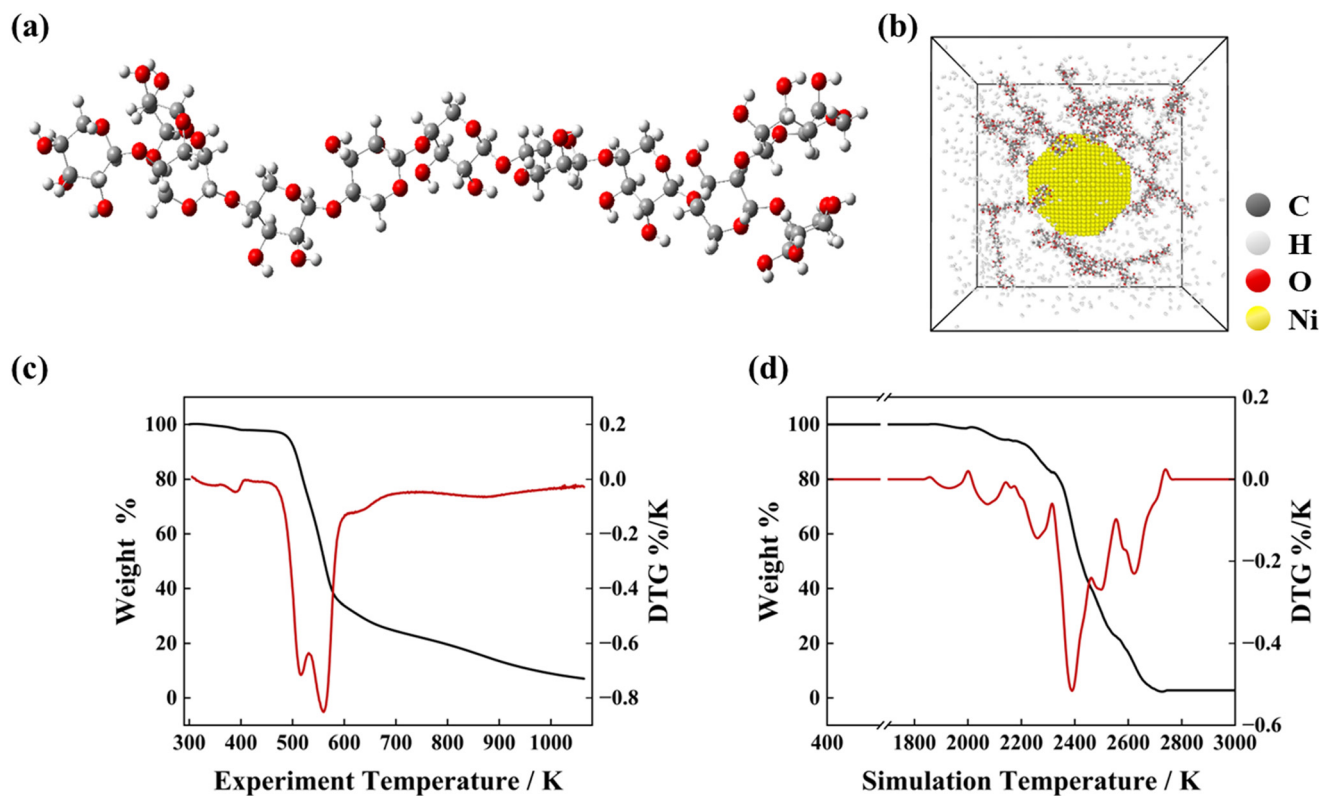 (a)
(b)
C
H
O
Ni
(c)
Weight %
100
80
60
40
20
0
300 400 500 600 700 800 900 1000
Experiment Temperature / K
0.2
0.0
−0.2
−0.4
−0.6
−0.8
DTG %/K
(d)
Weight %
100
80
60
40
20
0
400 1800 2000 2200 2400 2600 2800 3000
Simulation Temperature / K
0.2
0.0
−0.2
−0.4
−0.6
DTG %/K